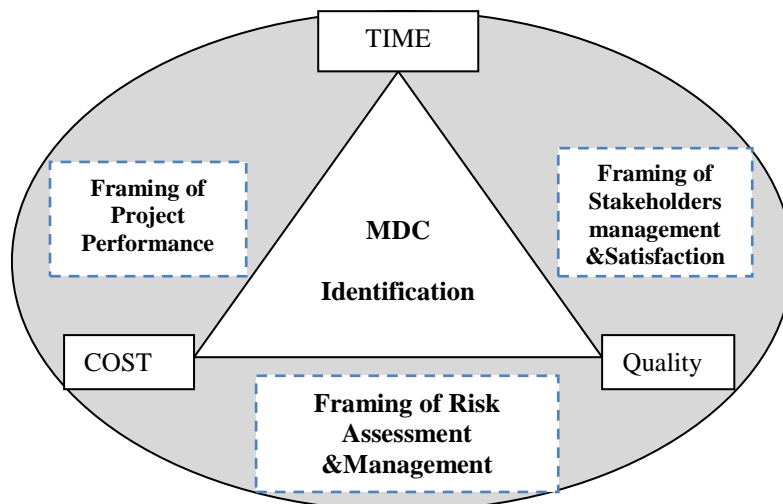 TIME
Framing of
Project
Performance
Framing of
Stakeholders
management
&Satisfaction
MDC
Identification
COST
Quality
Framing of Risk
Assessment
&Management